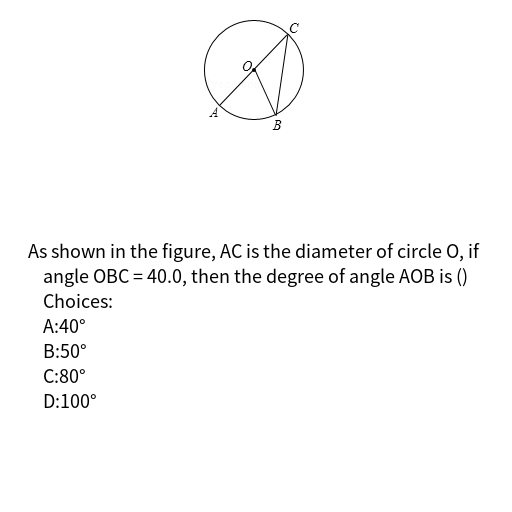 C
O
A
B
As shown in the figure, AC is the diameter of circle O, if
angle OBC = 40.0, then the degree of angle AOB is ()
Choices:
A:40°
B:50°
C:80°
D:100°